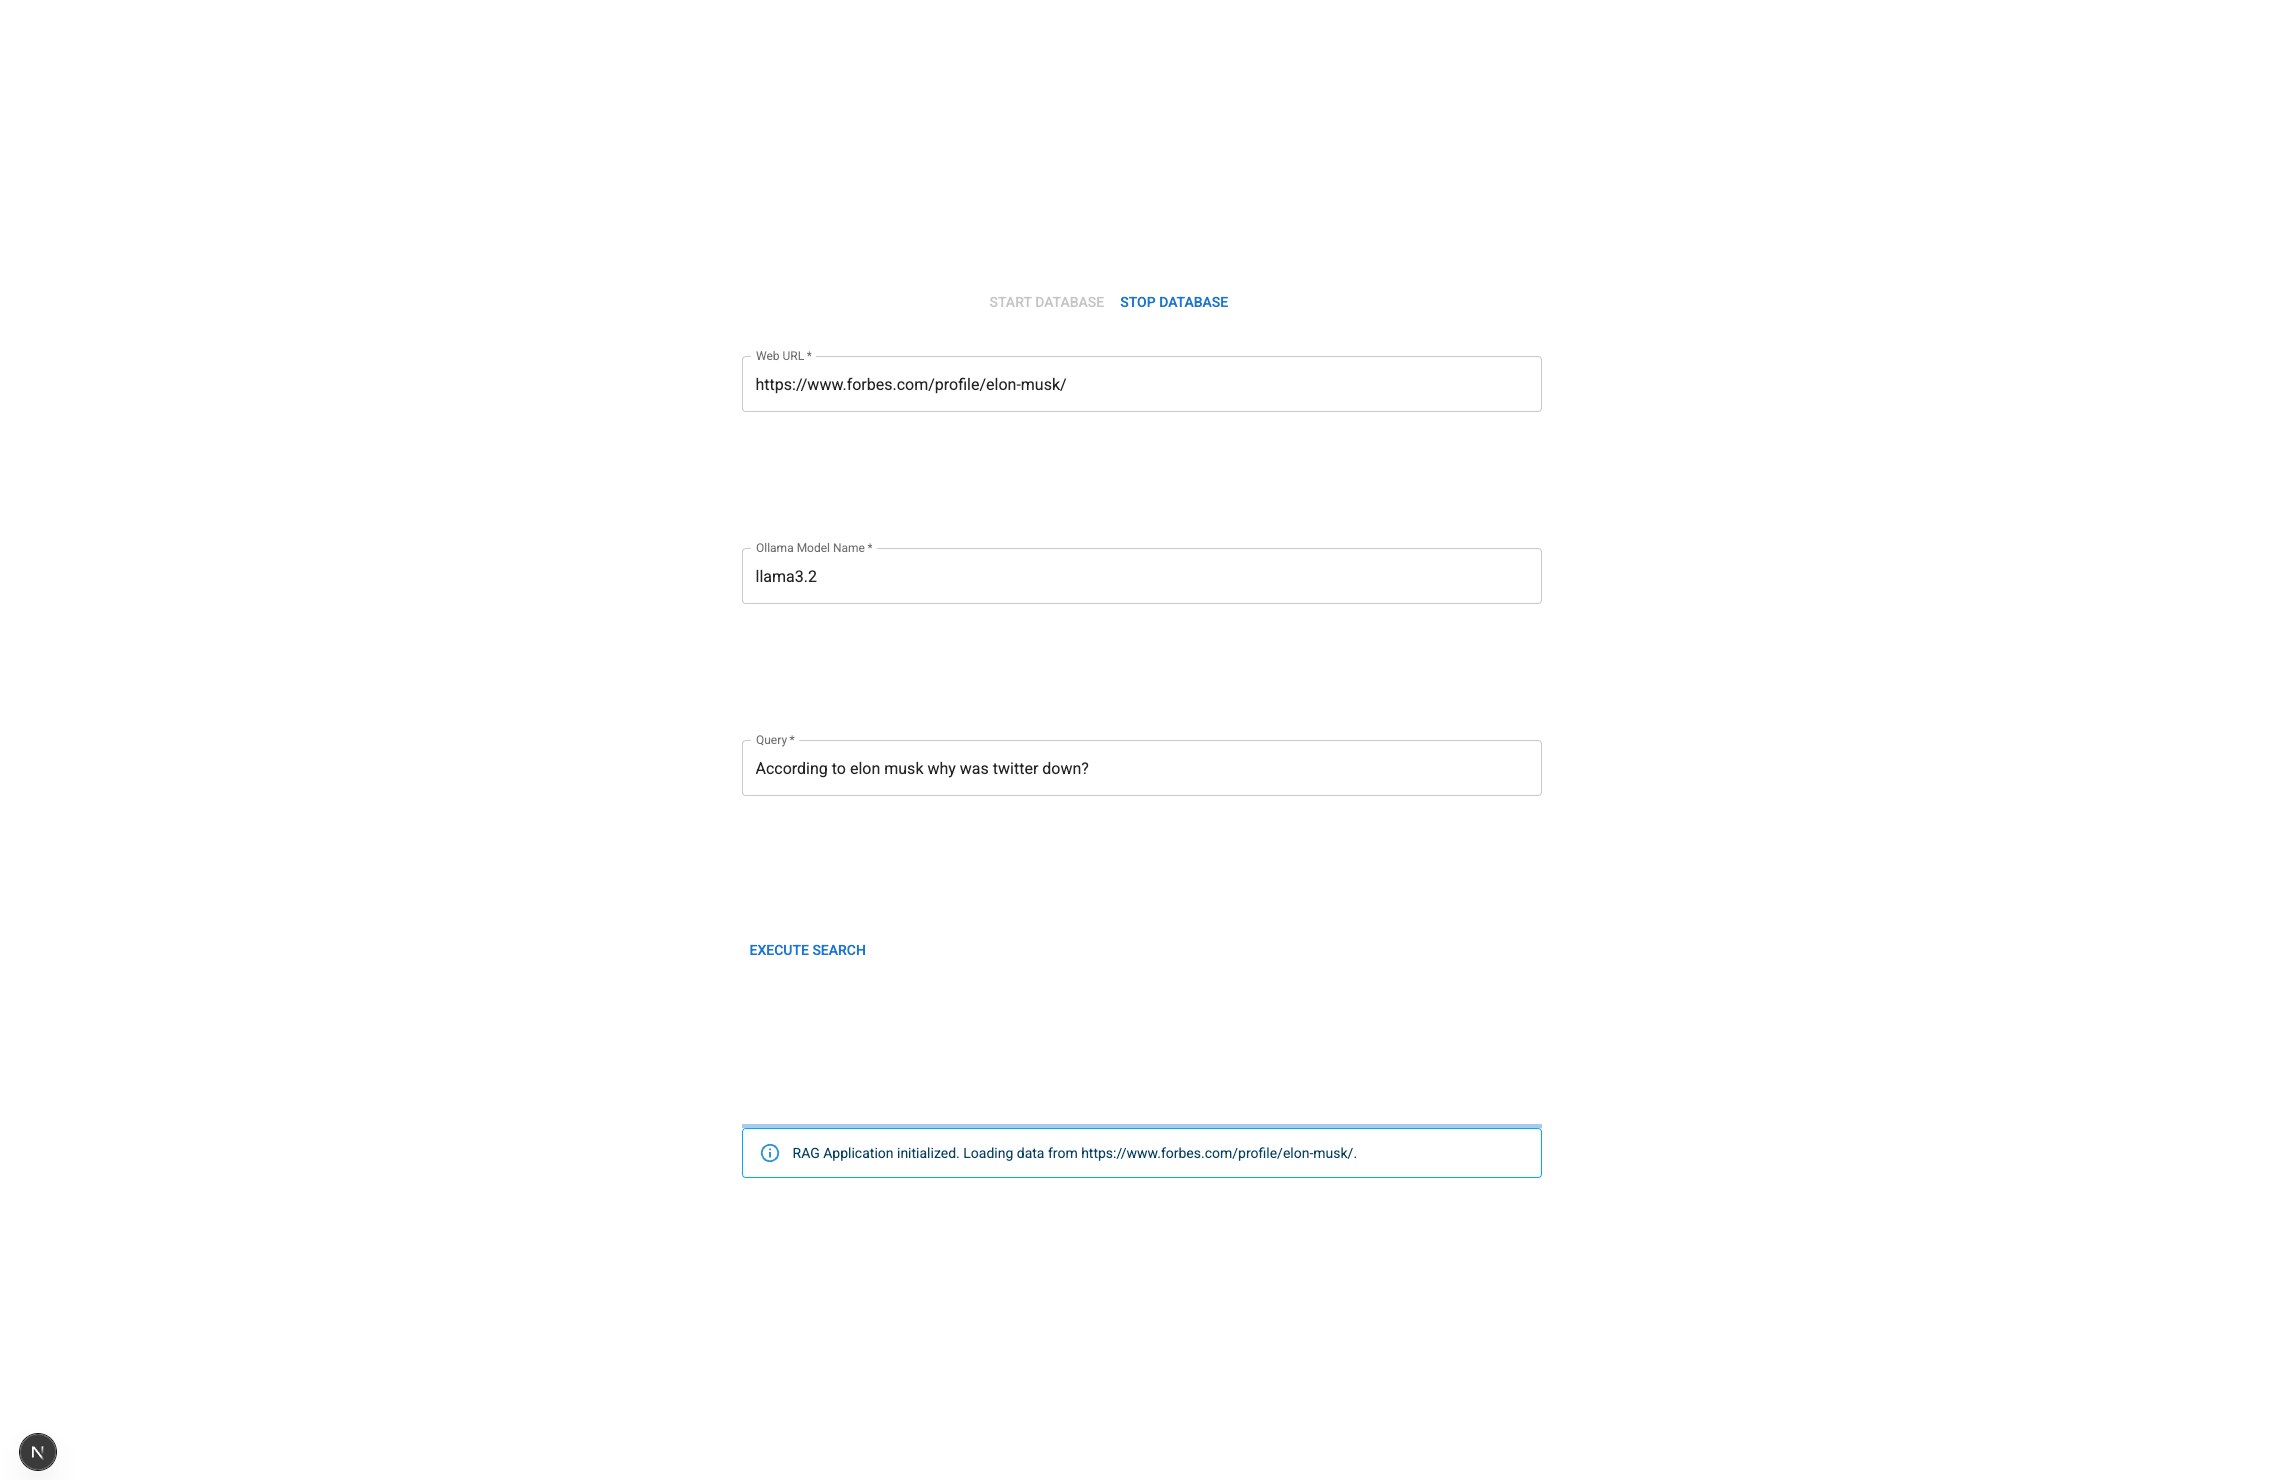 START DATABASE STOP DATABASE
Web URL *
https://www.forbes.com/profile/elon-musk/
Ollama Model Name *
llama3.2
Query *
According to elon musk why was twitter down?
EXECUTE SEARCH
RAG Application initialized. Loading data from https://www.forbes.com/profile/elon-musk/.
N